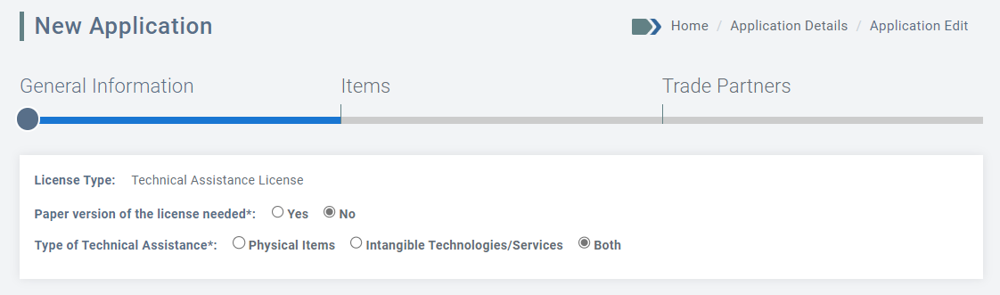 New Application
Home / Application Details / Application Edit
General Information
Items
Trade Partners
License Type: Technical Assistance License
Paper version of the license needed*: Yes No
Type of Technical Assistance*: Physical Items Intangible Technologies/Services Both